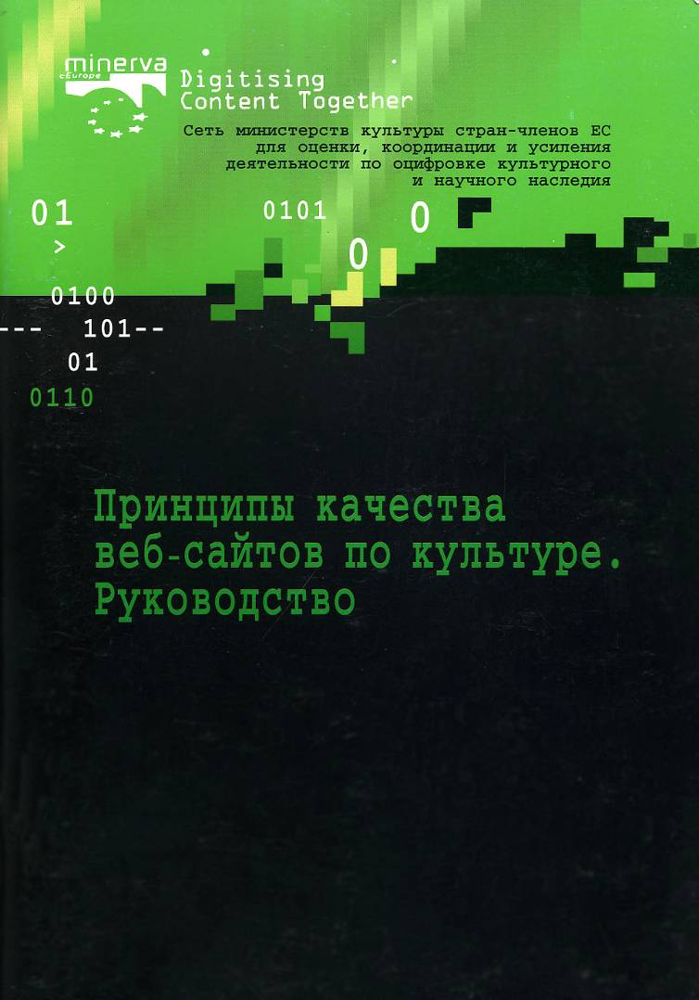 minerva
eEurope
Digitising
Content Together
Сеть министерств культуры стран-членов ЕС
для оценки, координации и усиления
деятельности по оцифровке культурного
и научного наследия
01
0101
0
>
0
0100
--- 101--
01
0110
Принципы качества
веб-сайтов по культуре.
Руководство